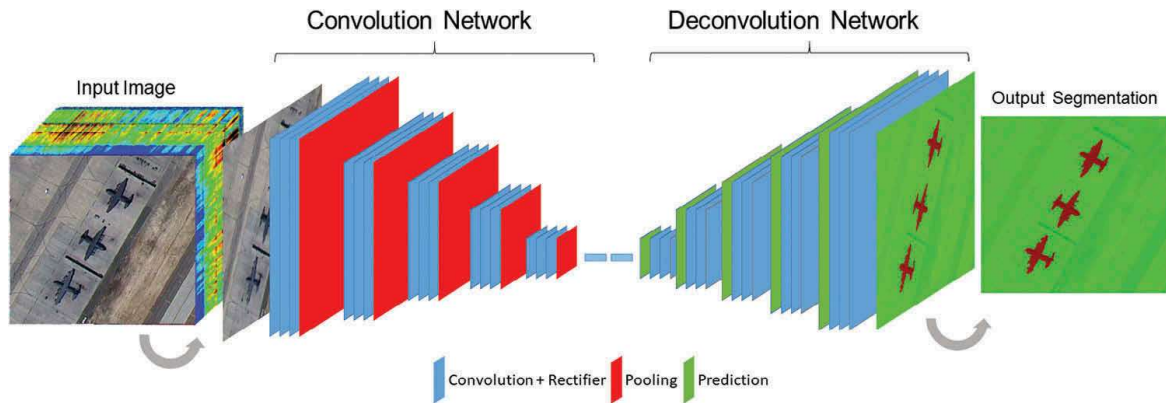 Convolution Network
Deconvolution Network
Input Image
Output Segmentation
Convolution + Rectifier
Pooling
Prediction